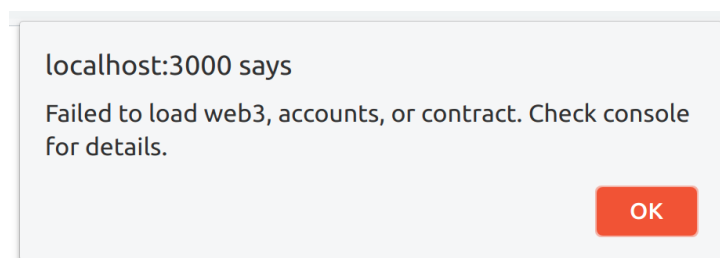 localhost:3000 says
Failed to load web3, accounts, or contract. Check console
for details.
OK